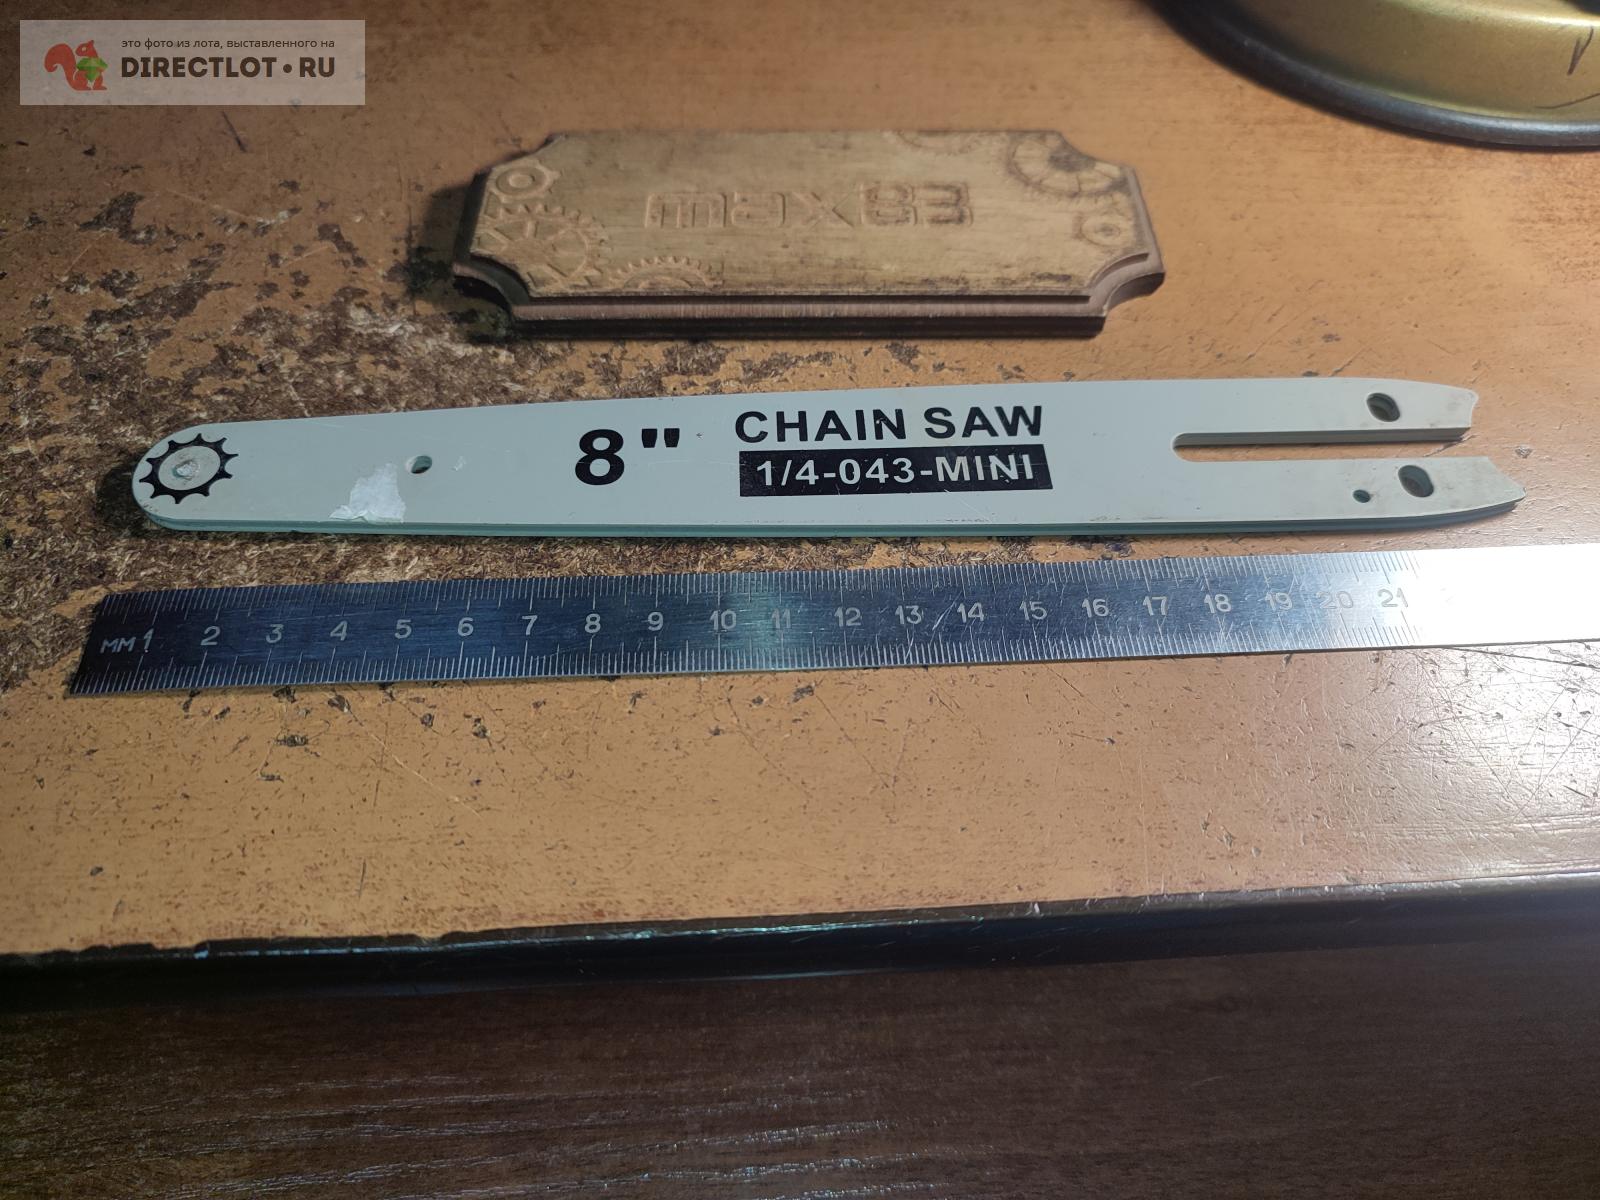 это фото из лота, выставленного на
DIRECTLOT•RU
max63
8" CHAIN SAW
1/4-043-MINI
мм 1 2 3 4 5 6 7 8 9 10 11 12 13 14 15 16 17 18 19 20 21